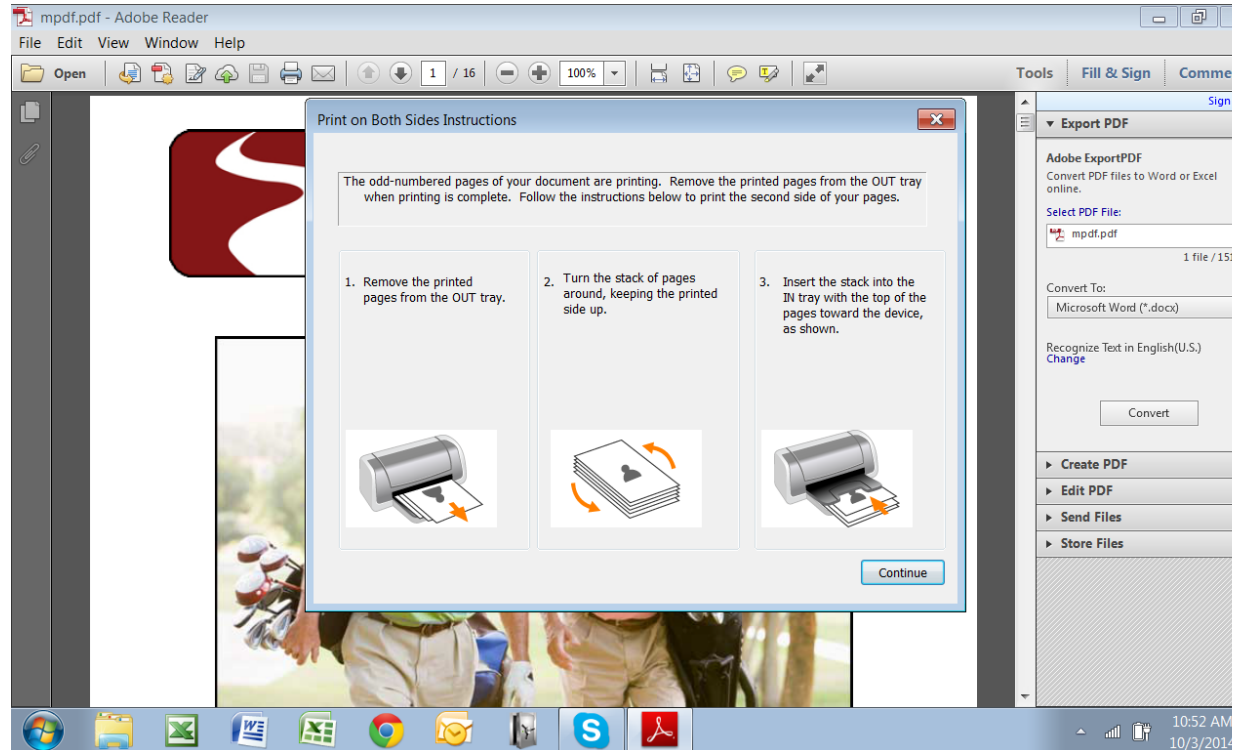 mpdf.pdf - Adobe Reader
File Edit View Window Help
Open 1 / 16 100% Tools Fill & Sign Comme
Sign
Export PDF
Adobe ExportPDF
Convert PDF files to Word or Excel
online.
Select PDF File:
mpdf.pdf
1 file / 151
Convert To:
Microsoft Word (*.docx)
Recognize Text in English(U.S.)
Change
Convert
Create PDF
Edit PDF
Send Files
Store Files
Print on Both Sides Instructions
The odd-numbered pages of your document are printing. Remove the printed pages from the OUT tray
when printing is complete. Follow the instructions below to print the second side of your pages.
1. Remove the printed
pages from the OUT tray.
2. Turn the stack of pages
around, keeping the printed
side up.
3. Insert the stack into the
IN tray with the top of the
pages toward the device,
as shown.
Continue
10:52 AM
10/3/2014